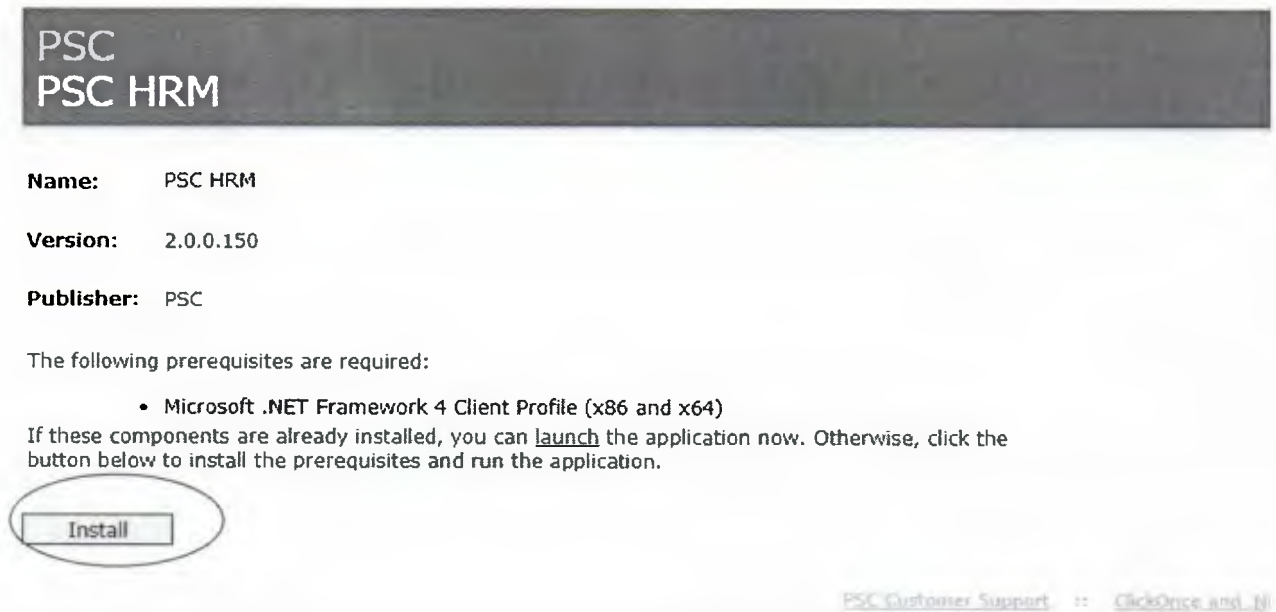 PSC
PSC HRM
Name: PSC HRM
Version: 2.0.0.150
Publisher: PSC
The following prerequisites are required:
• Microsoft .NET Framework 4 Client Profile (x86 and x64)
If these components are already installed, you can launch the application now. Otherwise, click the
button below to install the prerequisites and run the application.
Install
PSC Customer Support :: ClickOnce and .N